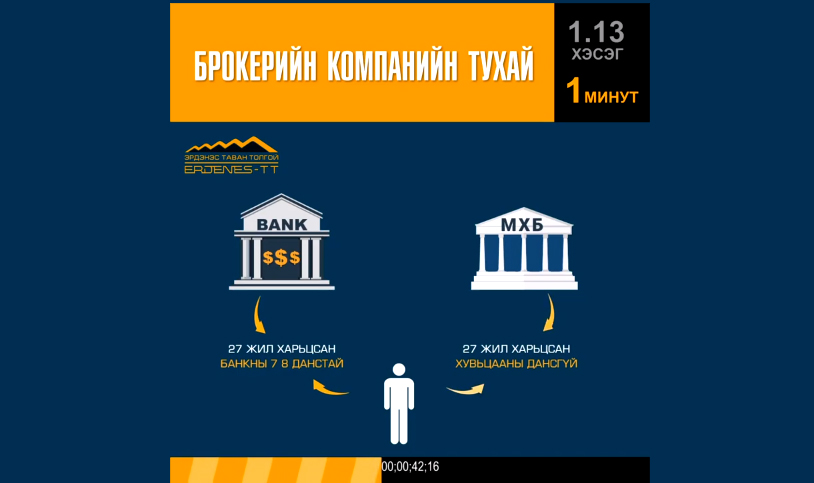 БРОКЕРИЙН КОМПАНИЙН ТУХАЙ
1.13
ХЭСЭГ
1 МИНУТ
ЭРДЭНЭС ТАВАН ТОЛГОЙ
ERDENES-TT
BANK
$$$
МХБ
27 ЖИЛ ХАРЬЦСАН
БАНКНЫ 7 8 ДАНСТАЙ
27 ЖИЛ ХАРЬЦСАН
ХУВЬЦААНЫ ДАНСГҮЙ
00;00;42;16